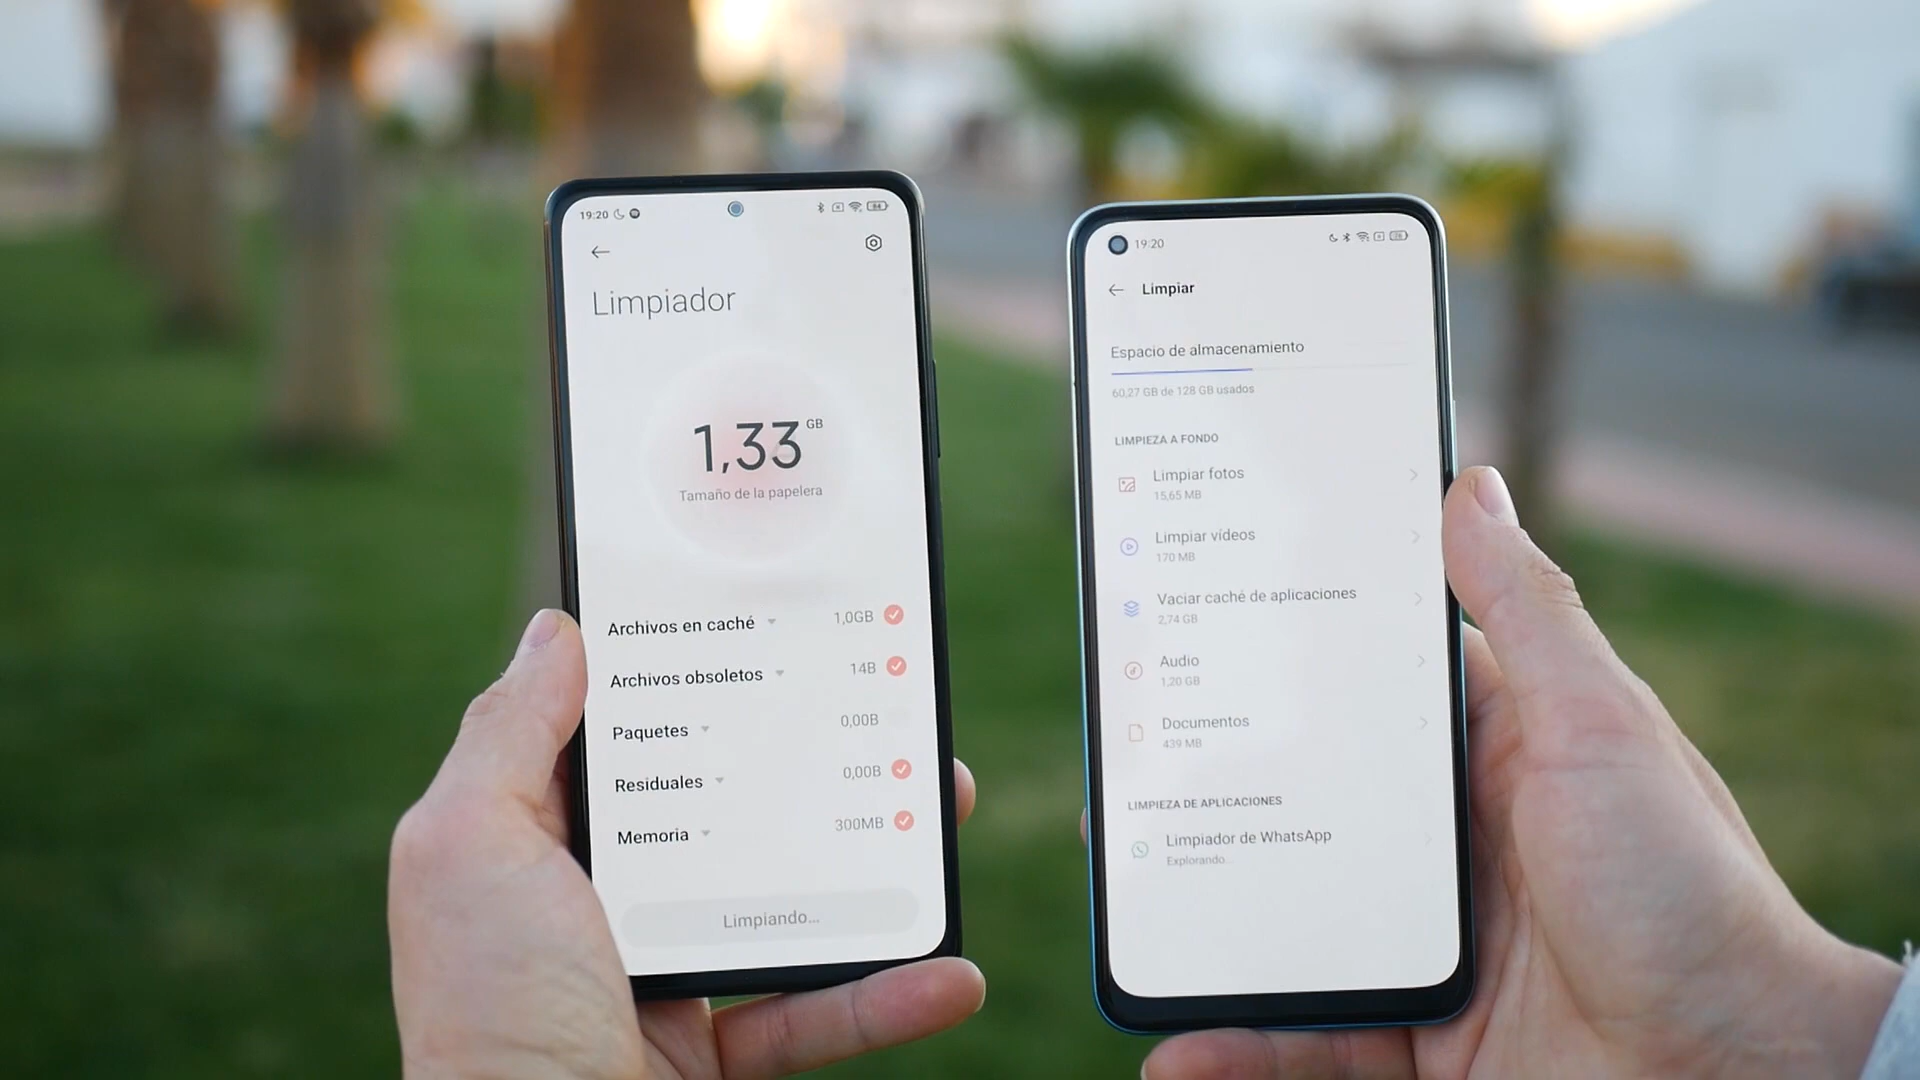 19:20
84
Limpiador
1,33 GB
Tamaño de la papelera
Archivos en caché 1,0GB
Archivos obsoletos 14B
Paquetes 0,00B
Residuales 0,00B
Memoria 300MB
Limpiando...
19:20
Limpiar
Espacio de almacenamiento
60,27 GB de 128 GB usados
LIMPIEZA A FONDO
Limpiar fotos
15,65 MB
Limpiar vídeos
170 MB
Vaciar caché de aplicaciones
2,74 GB
Audio
1,20 GB
Documentos
439 MB
LIMPIEZA DE APLICACIONES
Limpiador de WhatsApp
Explorando...